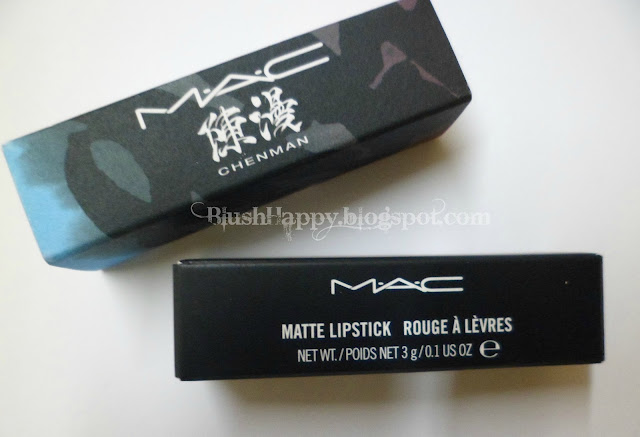 M·A·C
陳漫
CHENMAN
BlushHappy.blogspot.com
M·A·C
MATTE LIPSTICK ROUGE À LÈVRES
NET WT. / POIDS NET 3 g / 0.1 US OZ ℮